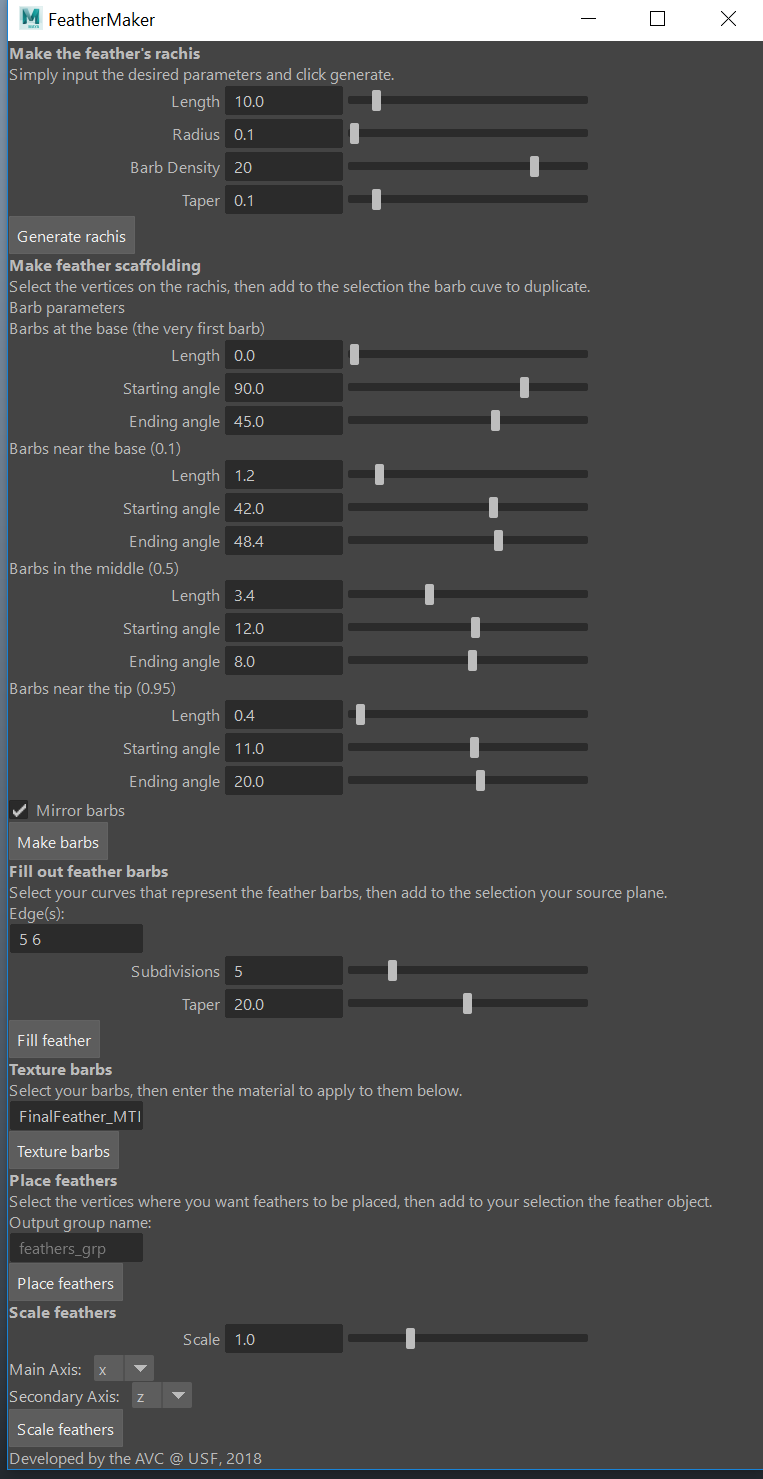 FeatherMaker
Make the feather's rachis
Simply input the desired parameters and click generate.
Length 10.0
Radius 0.1
Barb Density 20
Taper 0.1
Generate rachis
Make feather scaffolding
Select the vertices on the rachis, then add to the selection the barb cuve to duplicate.
Barb parameters
Barbs at the base (the very first barb)
Length 0.0
Starting angle 90.0
Ending angle 45.0
Barbs near the base (0.1)
Length 1.2
Starting angle 42.0
Ending angle 48.4
Barbs in the middle (0.5)
Length 3.4
Starting angle 12.0
Ending angle 8.0
Barbs near the tip (0.95)
Length 0.4
Starting angle 11.0
Ending angle 20.0
Mirror barbs
Make barbs
Fill out feather barbs
Select your curves that represent the feather barbs, then add to the selection your source plane.
Edge(s):
5 6
Subdivisions 5
Taper 20.0
Fill feather
Texture barbs
Select your barbs, then enter the material to apply to them below.
FinalFeather_MTI
Texture barbs
Place feathers
Select the vertices where you want feathers to be placed, then add to your selection the feather object.
Output group name:
feathers_grp
Place feathers
Scale feathers
Scale 1.0
Main Axis: x
Secondary Axis: z
Scale feathers
Developed by the AVC @ USF, 2018